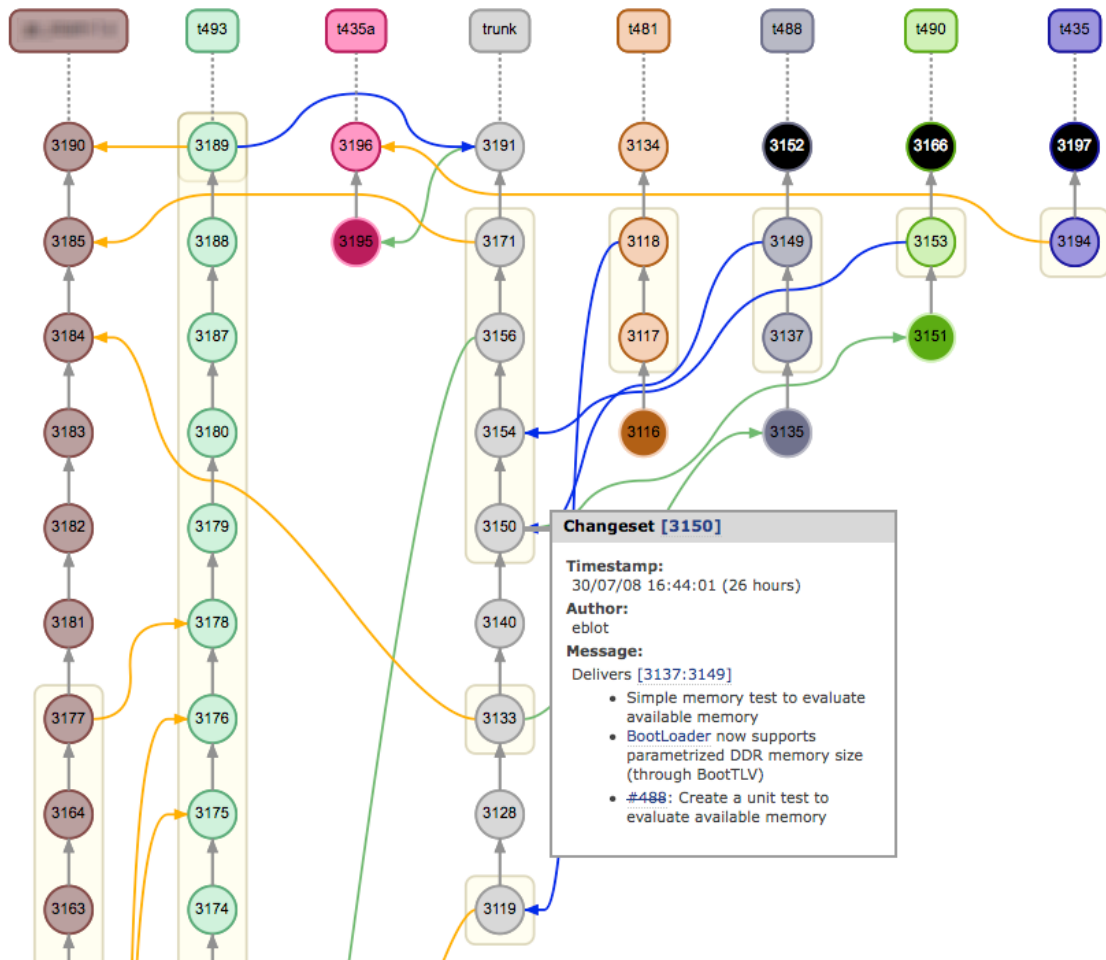 t493 t435a trunk t481 t488 t490 t435
3190 3189 3196 3191 3134 3152 3166 3197
3185 3188 3195 3171 3118 3149 3153 3194
3184 3187 3156 3117 3137 3151
3183 3180 3154 3116 3135
3182 3179 3150
Changeset [3150]
Timestamp:
30/07/08 16:44:01 (26 hours)
Author:
eblot
Message:
Delivers [3137:3149]
• Simple memory test to evaluate
available memory
• BootLoader now supports
parametrized DDR memory size
(through BootTLV)
• #488: Create a unit test to
evaluate available memory
3181 3178 3140
3177 3176 3133
3164 3175 3128
3163 3174 3119